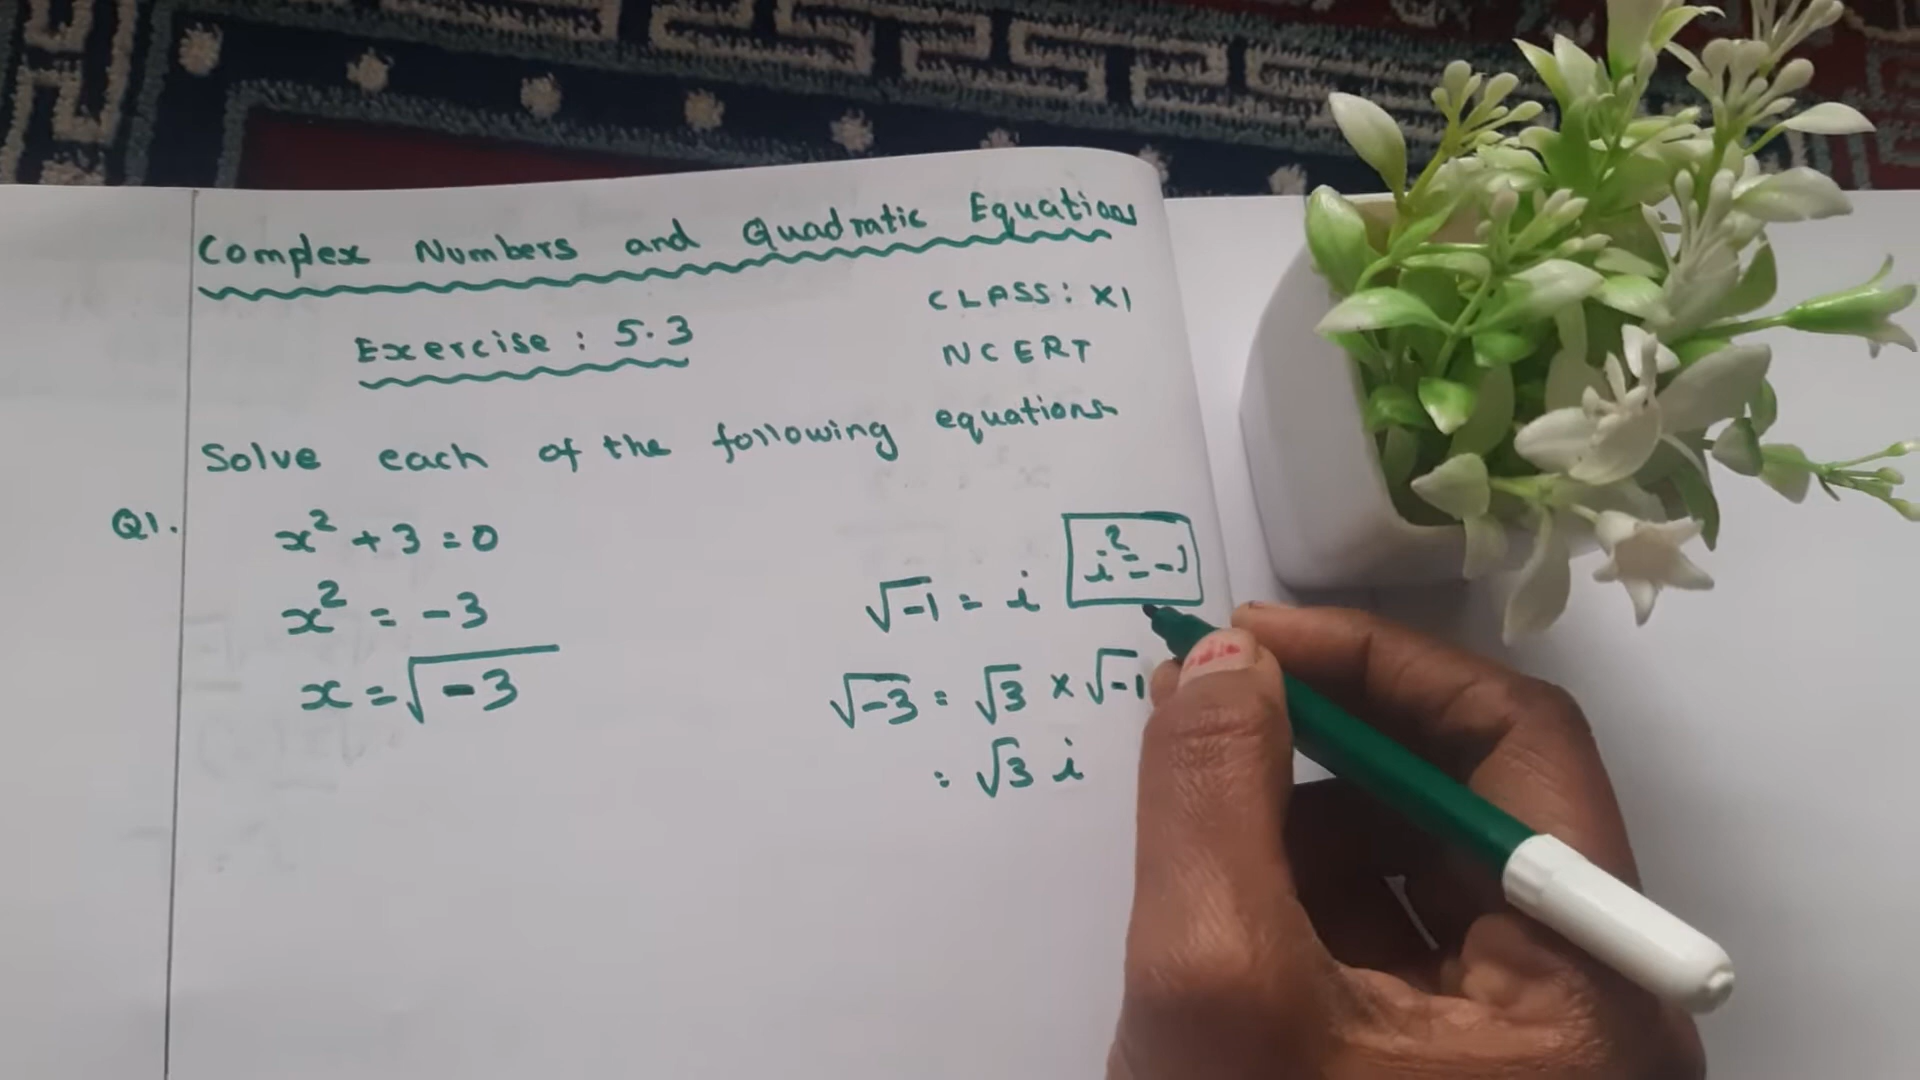 Complex Numbers and Quadratic Equations
Exercise : 5.3
CLASS : XI
NCERT
Solve each of the following equations
Q1. x² + 3 = 0
x² = -3
x = √-3
√-1 = i
i² = -1
√-3 = √3 × √-1
= √3 i